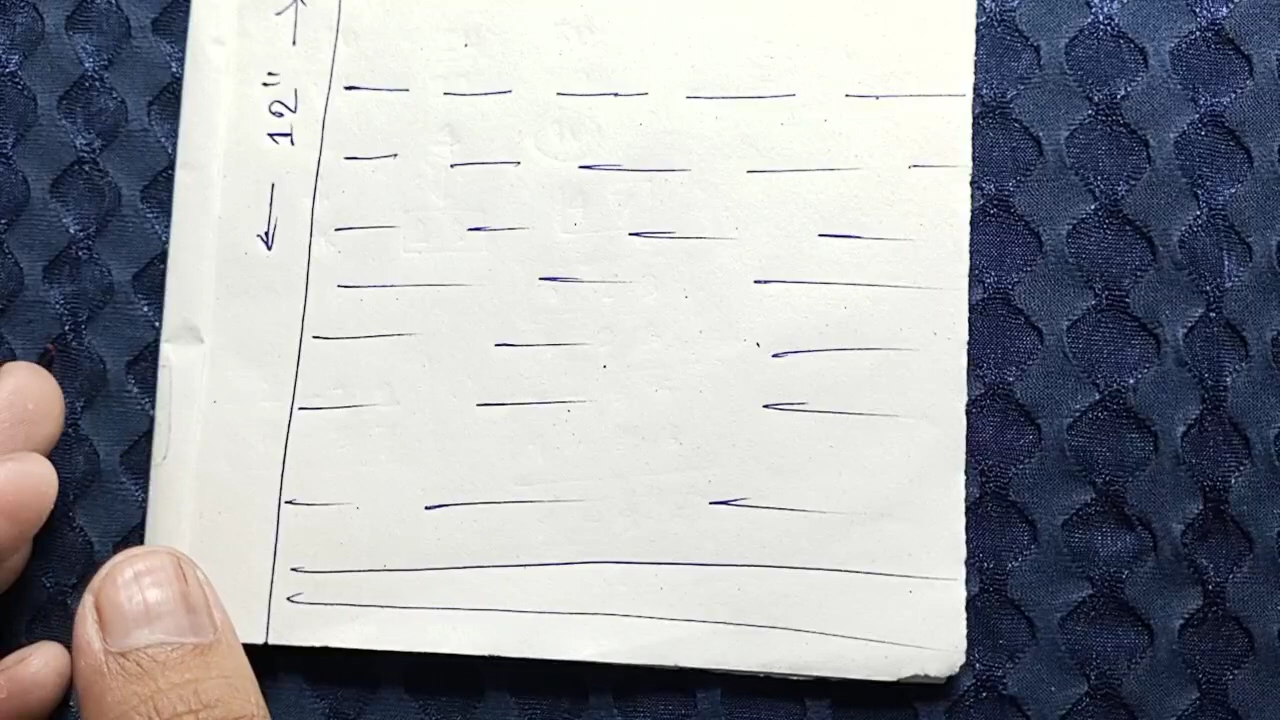 ← 12" →